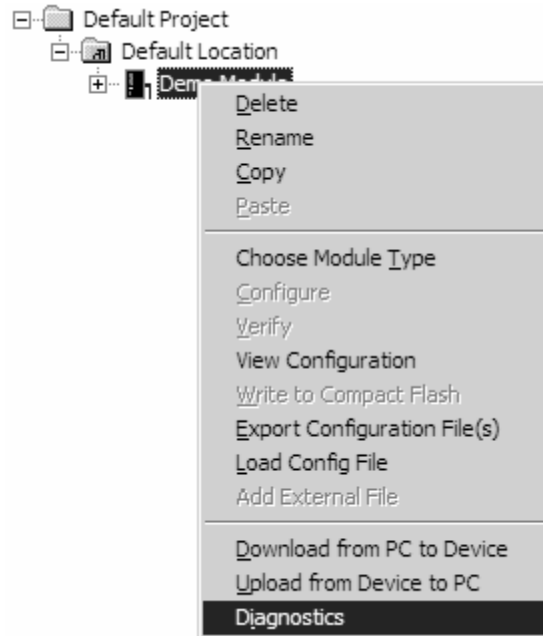 Default Project
Default Location
Demo Module
Delete
Rename
Copy
Paste
Choose Module Type
Configure
Verify
View Configuration
Write to Compact Flash
Export Configuration File(s)
Load Config File
Add External File
Download from PC to Device
Upload from Device to PC
Diagnostics